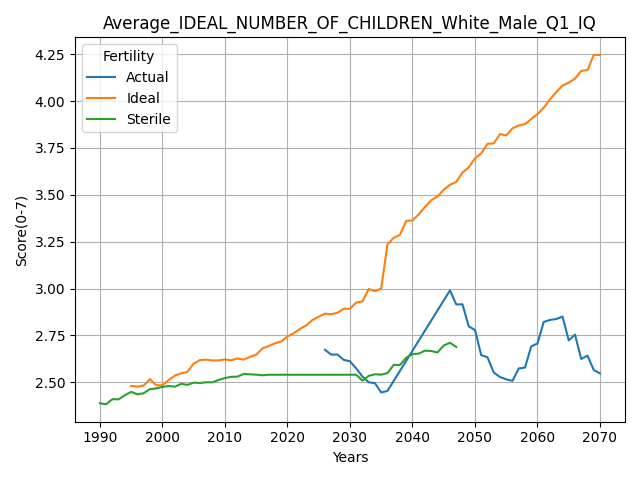 Average_IDEAL_NUMBER_OF_CHILDREN_White_Male_Q1_IQ
Fertility
Actual
Ideal
Sterile
4.25
4.00
3.75
3.50
3.25
3.00
2.75
2.50
Score(0-7)
1990 2000 2010 2020 2030 2040 2050 2060 2070
Years